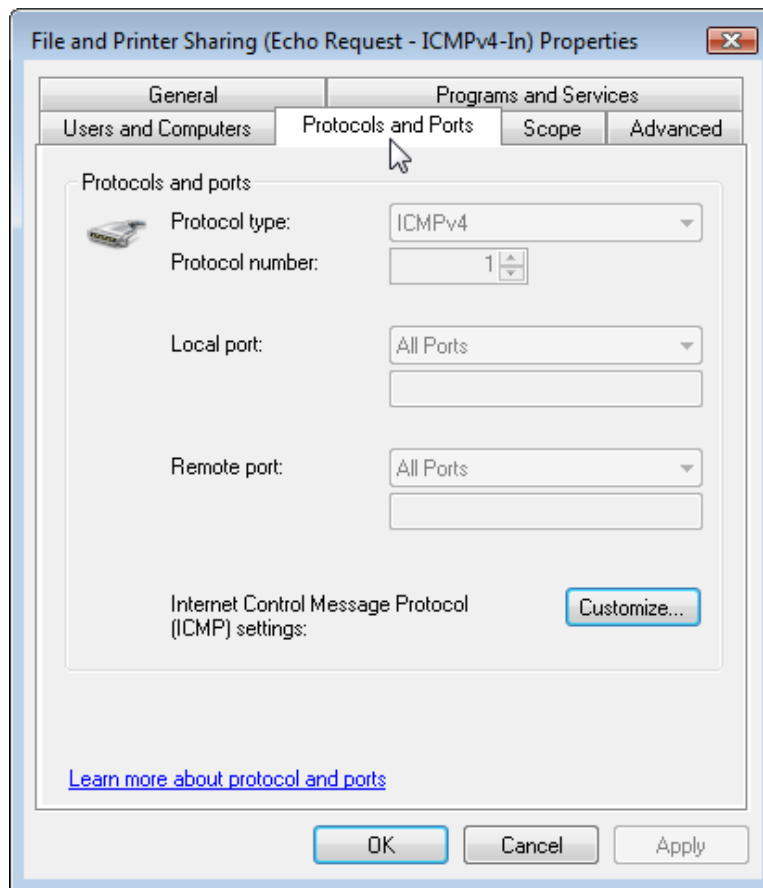 File and Printer Sharing (Echo Request - ICMPv4-In) Properties
General Programs and Services
Users and Computers Protocols and Ports Scope Advanced
Protocols and ports
Protocol type: ICMPv4
Protocol number: 1
Local port: All Ports
Remote port: All Ports
Internet Control Message Protocol
(ICMP) settings:
Customize...
Learn more about protocol and ports
OK Cancel Apply